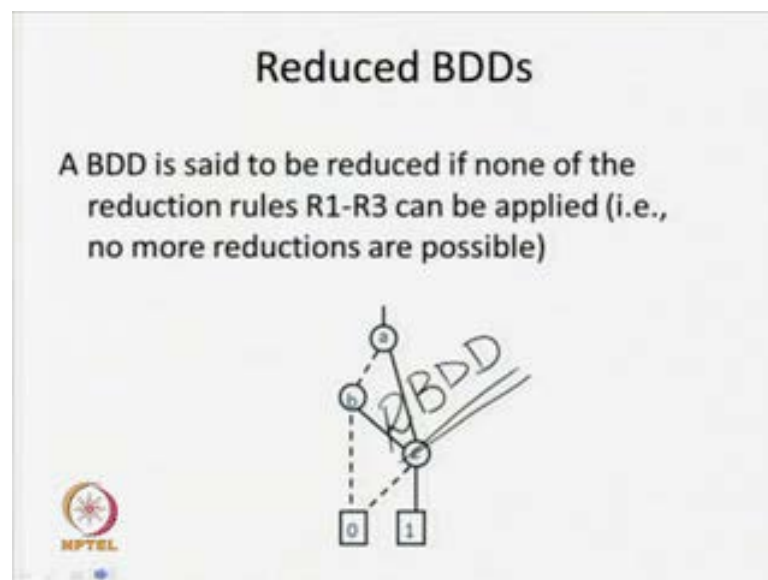 Reduced BDDs
A BDD is said to be reduced if none of the
reduction rules R1-R3 can be applied (i.e.,
no more reductions are possible)
a
RBDD
b
c
0 1
NPTEL